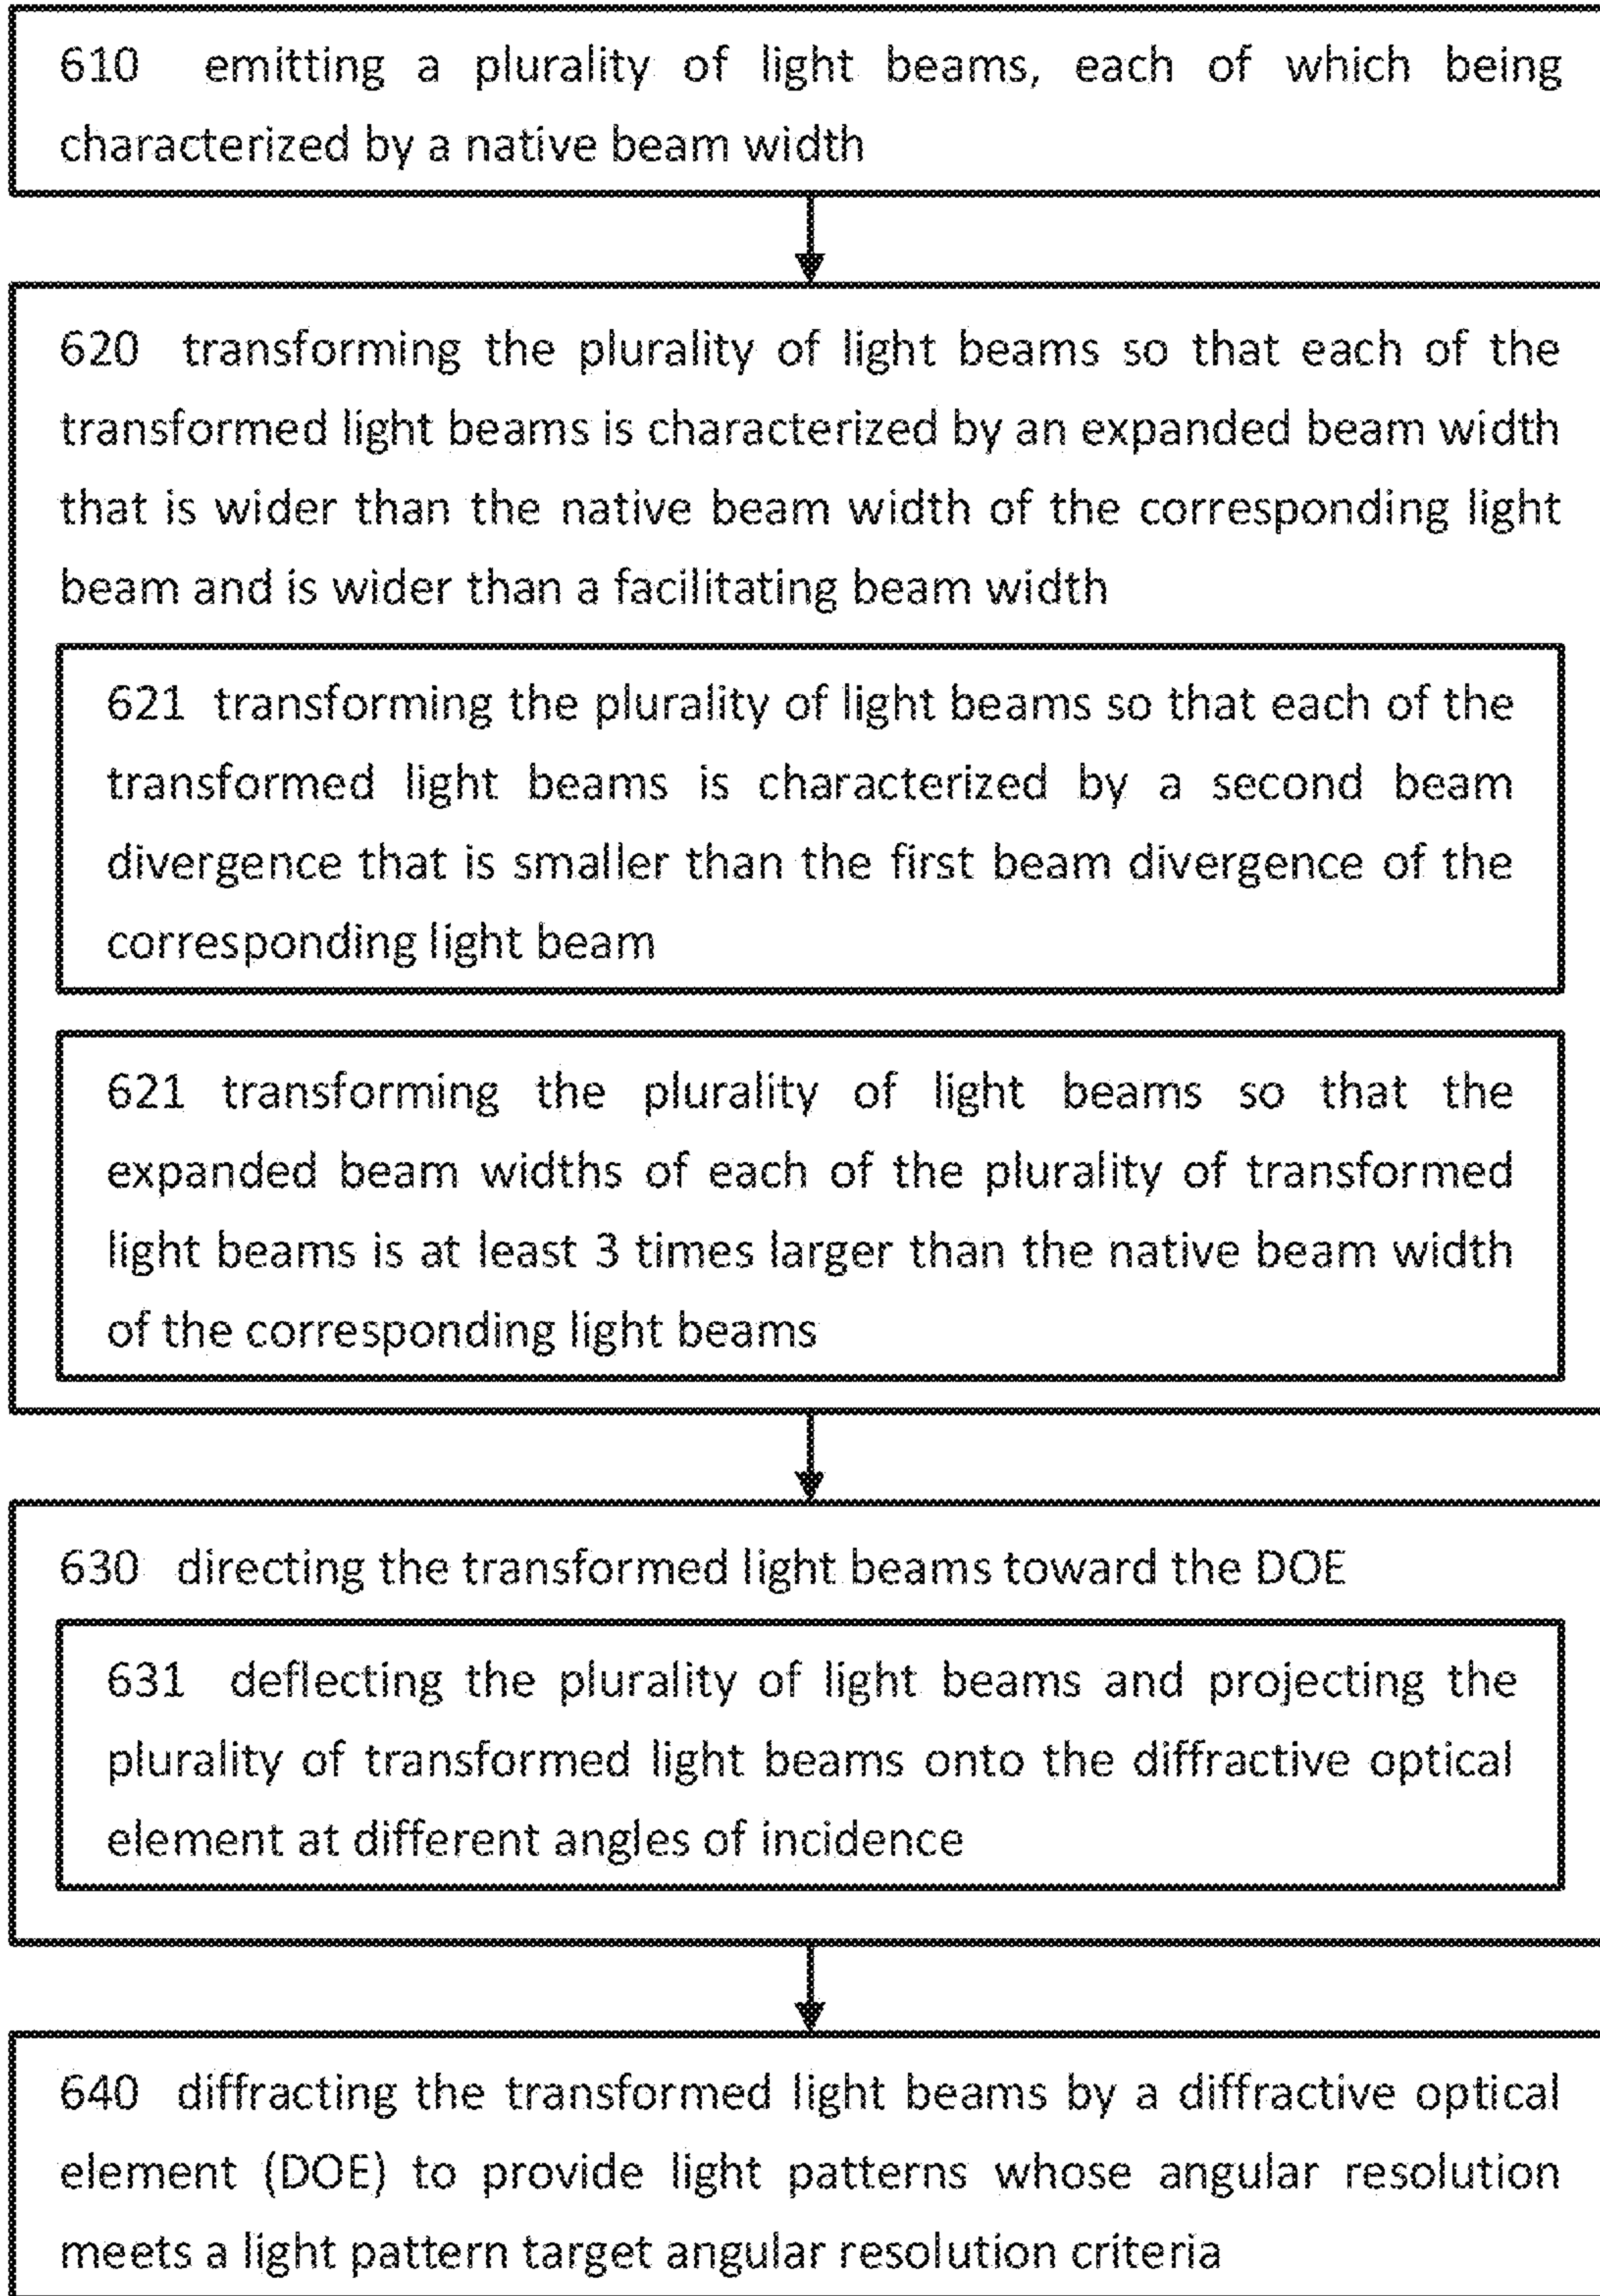 610 emitting a plurality of light beams, each of which being
characterized by a native beam width
620 transforming the plurality of light beams so that each of the
transformed light beams is characterized by an expanded beam width
that is wider than the native beam width of the corresponding light
beam and is wider than a facilitating beam width
621 transforming the plurality of light beams so that each of the
transformed light beams is characterized by a second beam
divergence that is smaller than the first beam divergence of the
corresponding light beam
621 transforming the plurality of light beams so that the
expanded beam widths of each of the plurality of transformed
light beams is at least 3 times larger than the native beam width
of the corresponding light beams
630 directing the transformed light beams toward the DOE
631 deflecting the plurality of light beams and projecting the
plurality of transformed light beams onto the diffractive optical
element at different angles of incidence
640 diffracting the transformed light beams by a diffractive optical
element (DOE) to provide light patterns whose angular resolution
meets a light pattern target angular resolution criteria